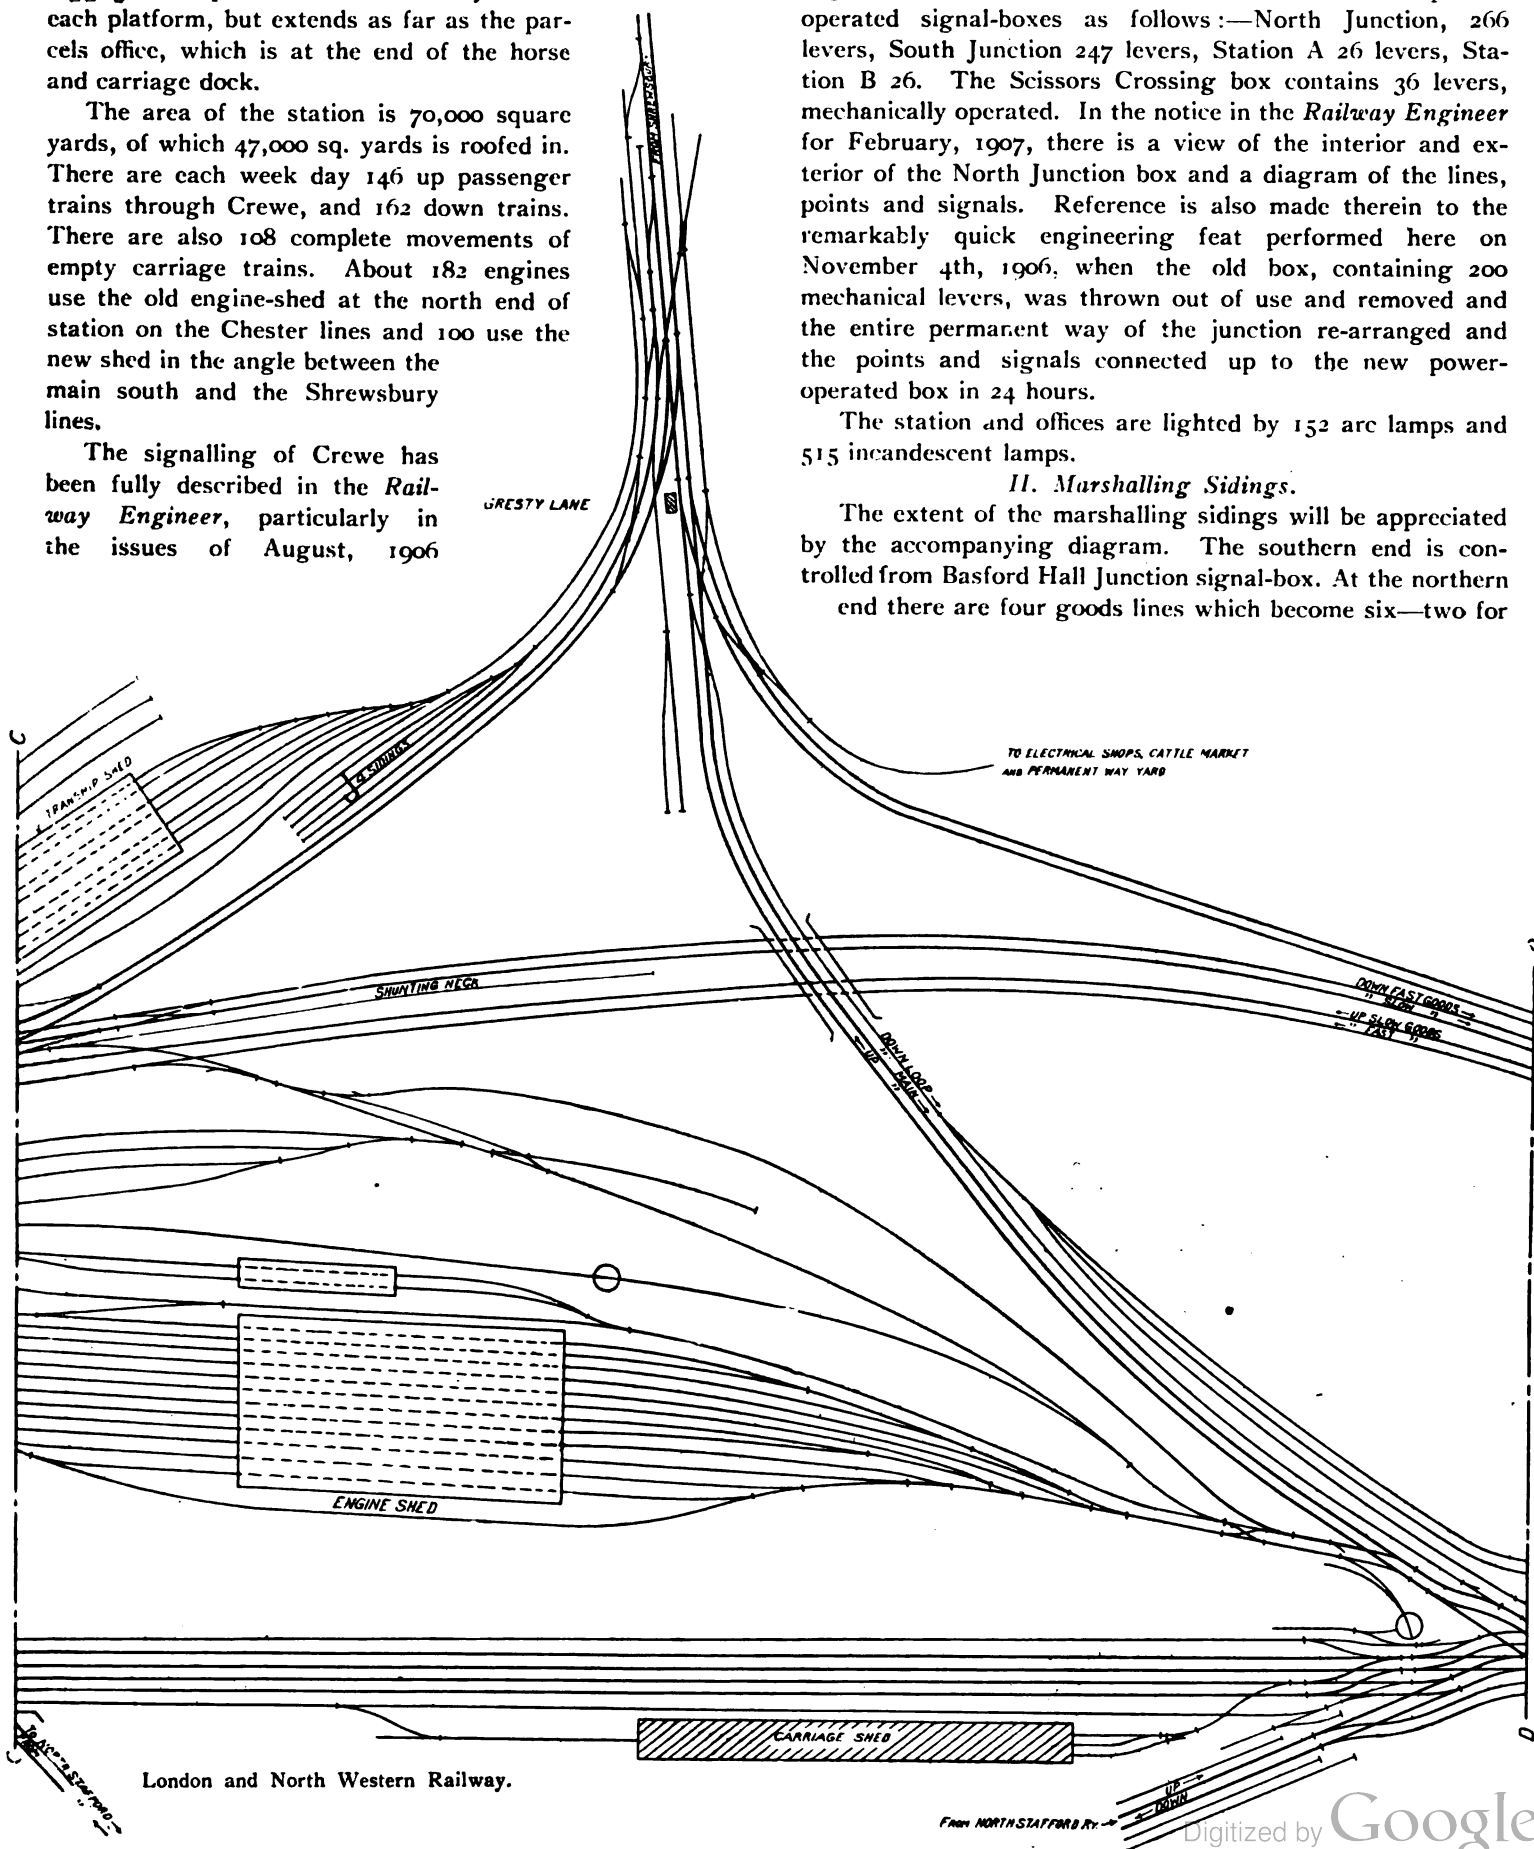 each platform, but extends as far as the par-
cels office, which is at the end of the horse
and carriage dock.
The area of the station is 70,000 square
yards, of which 47,000 sq. yards is roofed in.
There are each week day 146 up passenger
trains through Crewe, and 162 down trains.
There are also 108 complete movements of
empty carriage trains. About 182 engines
use the old engine-shed at the north end of
station on the Chester lines and 100 use the
new shed in the angle between the
main south and the Shrewsbury
lines.
The signalling of Crewe has
been fully described in the Rail-
way Engineer, particularly in
the issues of August, 1906
operated signal-boxes as follows:—North Junction, 266
levers, South Junction 247 levers, Station A 26 levers, Sta-
tion B 26. The Scissors Crossing box contains 36 levers,
mechanically operated. In the notice in the Railway Engineer
for February, 1907, there is a view of the interior and ex-
terior of the North Junction box and a diagram of the lines,
points and signals. Reference is also made therein to the
remarkably quick engineering feat performed here on
November 4th, 1906, when the old box, containing 200
mechanical levers, was thrown out of use and removed and
the entire permanent way of the junction re-arranged and
the points and signals connected up to the new power-
operated box in 24 hours.
The station and offices are lighted by 152 arc lamps and
515 incandescent lamps.
II. Marshalling Sidings.
The extent of the marshalling sidings will be appreciated
by the accompanying diagram. The southern end is con-
trolled from Basford Hall Junction signal-box. At the northern
end there are four goods lines which become six—two for
GRESTY LANE
C
TRANSHIP SHED
9 SIDINGS
TO ELECTRICAL SHOPS, CATTLE MARKET
AND PERMANENT WAY YARD
SHUNTING NECK
DOWN FAST GOODS
" SLOW "
UP SLOW GOODS
" FAST "
DOWN LOOP
" MAIN
UP "
ENGINE SHED
CARRIAGE SHED
C
D
UP
DOWN
FROM NORTH STAFFORD RY.
London and North Western Railway.
Digitized by Google